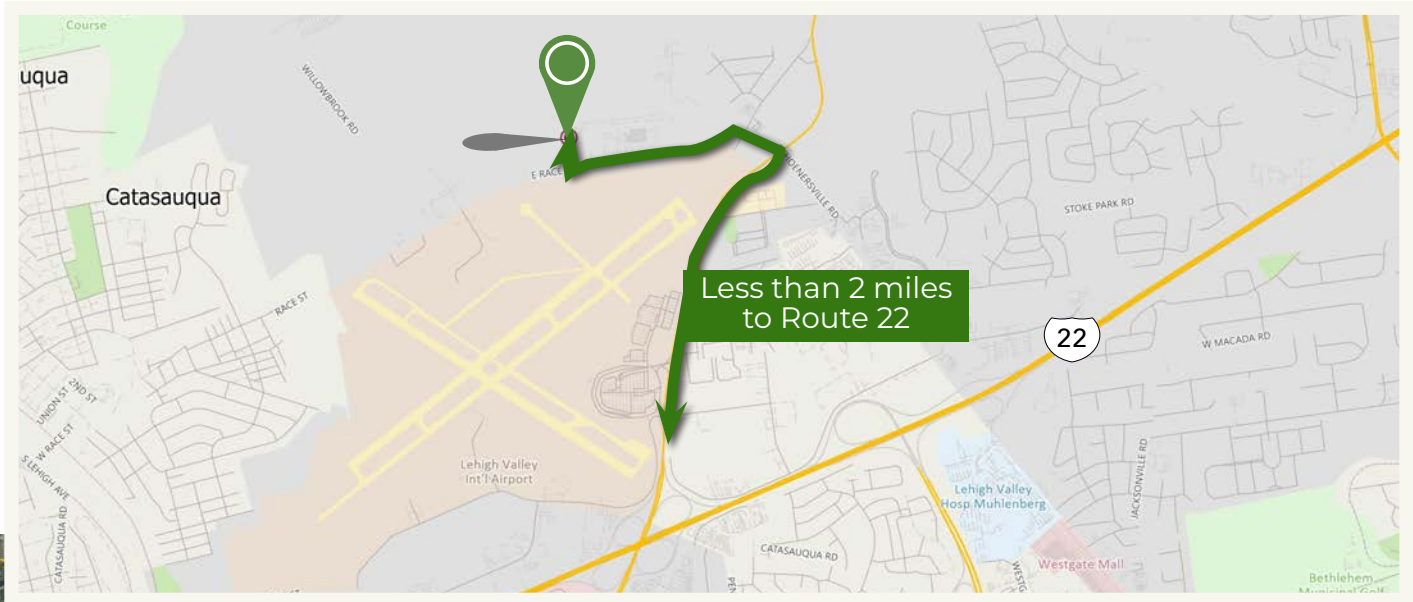 Course
uqua
WILLOWBROOK RD
E RACE
Catasauqua
STOKE PARK RD
RACE ST
Less than 2 miles
to Route 22
22
W MACADA RD
2ND ST
UNION ST
W RACE ST
S LEHIGH AVE
CATASAUQUA RD
Lehigh Valley
Int'l Airport
Lehigh Valley
Hosp Muhlenberg
JACKSONVILLE RD
CATASAUQUA RD
Westgate Mall
WESTG
PEN
Bethlehem
Municipal Golf